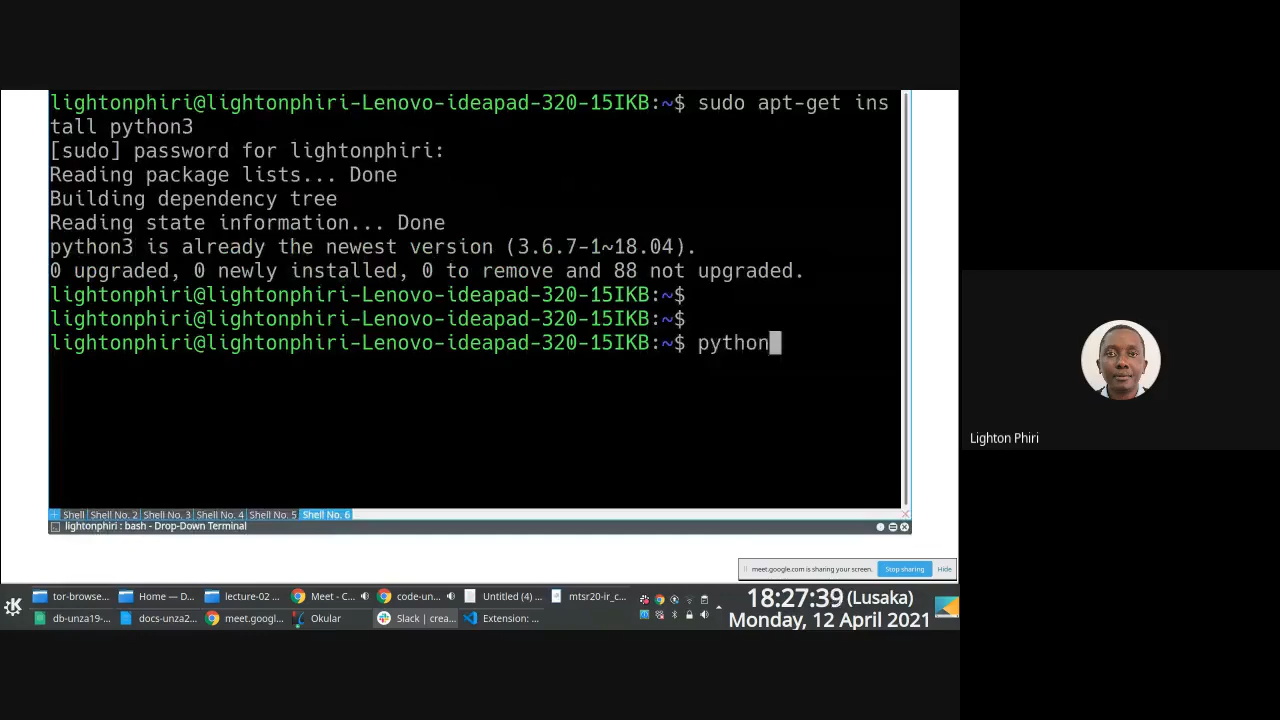 lightonphiri@lightonphiri-Lenovo-ideapad-320-15IKB:~$ sudo apt-get ins
tall python3
[sudo] password for lightonphiri:
Reading package lists... Done
Building dependency tree
Reading state information... Done
python3 is already the newest version (3.6.7-1~18.04).
0 upgraded, 0 newly installed, 0 to remove and 88 not upgraded.
lightonphiri@lightonphiri-Lenovo-ideapad-320-15IKB:~$
lightonphiri@lightonphiri-Lenovo-ideapad-320-15IKB:~$
lightonphiri@lightonphiri-Lenovo-ideapad-320-15IKB:~$ python
Lighton Phiri
Shell Shell No. 2 Shell No. 3 Shell No. 4 Shell No. 5 Shell No. 6
lightonphiri : bash - Drop-Down Terminal
meet.google.com is sharing your screen. Stop sharing Hide
tor-browse... Home — D... lecture-02 ... Meet - C... code-un... Untitled (4) ... mtsr20-ir_c...
db-unza19-... docs-unza2... meet.googl... Okular Slack | crea... Extension: ...
18:27:39 (Lusaka)
Monday, 12 April 2021